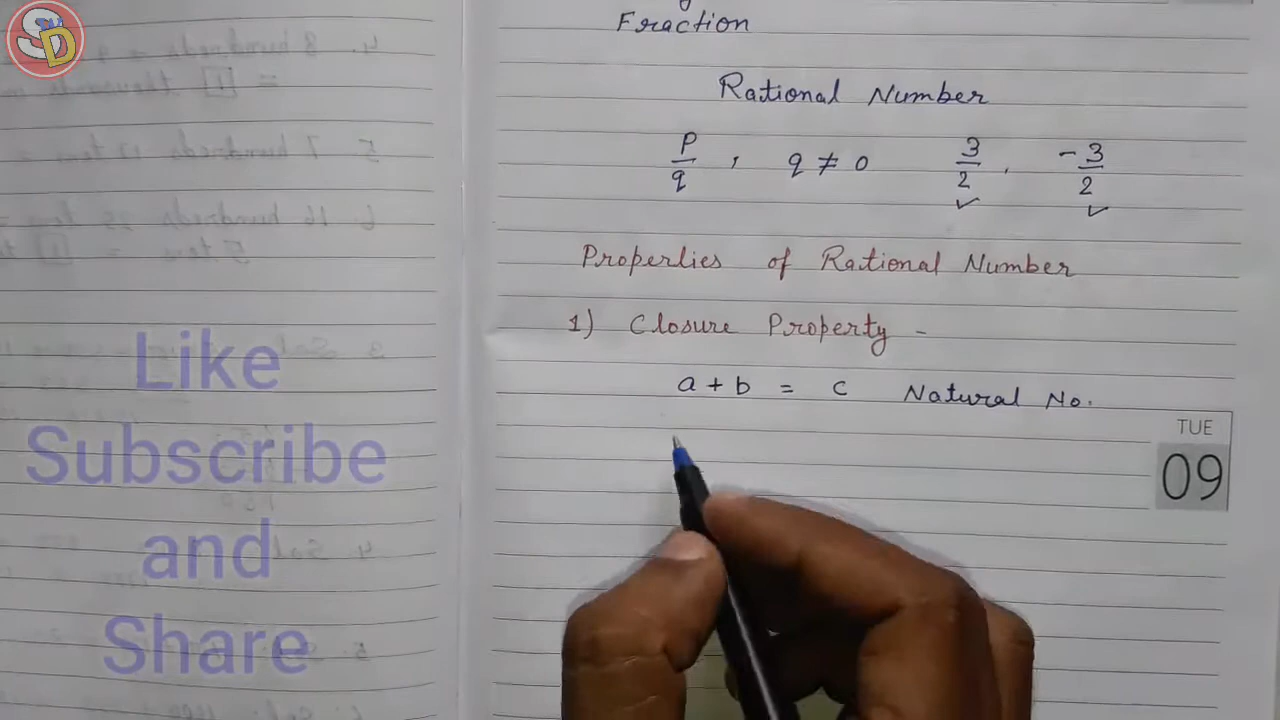 SD
Fraction
Rational Number
p/q , q ≠ 0 3/2 , -3/2
Properties of Rational Number
1) Closure Property -
a + b = c Natural No.
TUE
09
Like
Subscribe
and
Share